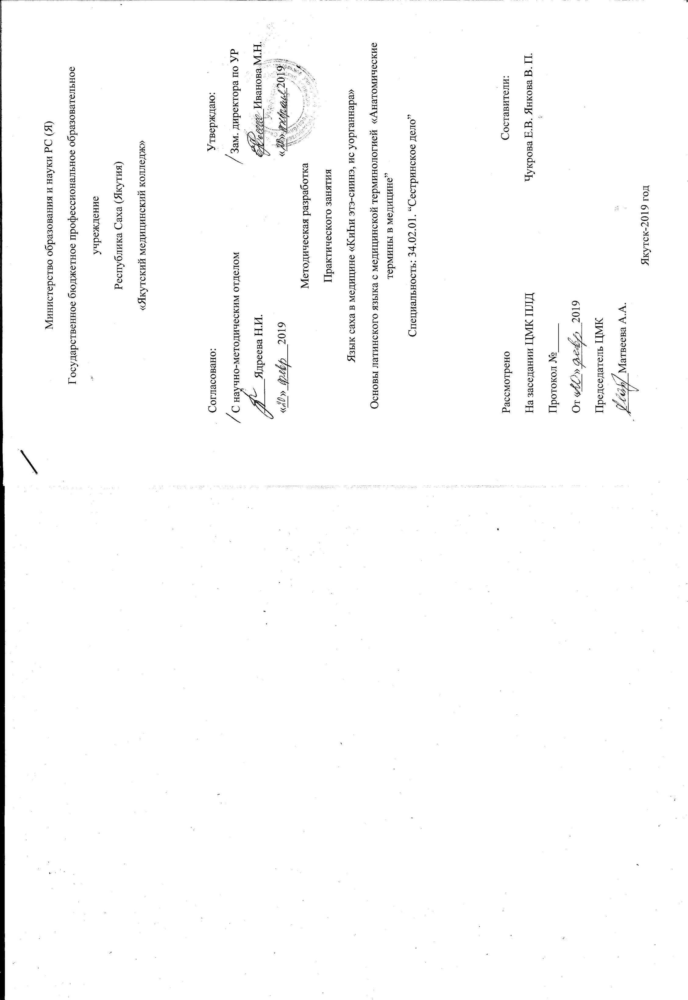 Министерство образования и науки РС (Я)
Государственное бюджетное профессиональное образовательное
учреждение
Республика Саха (Якутия)
«Якутский медицинский колледж»
Согласовано: Утверждаю:
С научно-методическим отделом Зам. директора по УР
Ядреева Н.И. Иванова М.Н.
«20» февр 2019 «20» февраля 2019
Методическая разработка
Практического занятия
Язык саха в медицине «Киһи этэ-сиинэ, ис уорганнара»
Основы латинского языка с медицинской терминологией «Анатомические
термины в медицине”
Специальность: 34.02.01. “Сестринское дело”
Рассмотрено Составители:
На заседании ЦМК ПЛД Чукрова Е.В. Янкова В. П.
Протокол №
От « » февр 2019
Председатель ЦМК
Матвеева А.А.
Якутск-2019 год